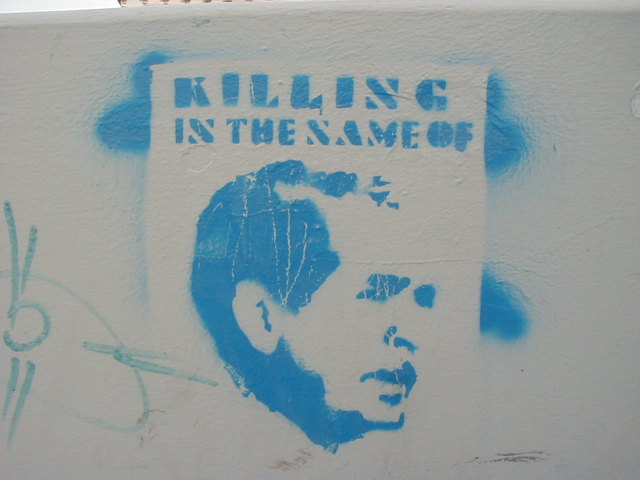 KILLING
IN THE NAME OF